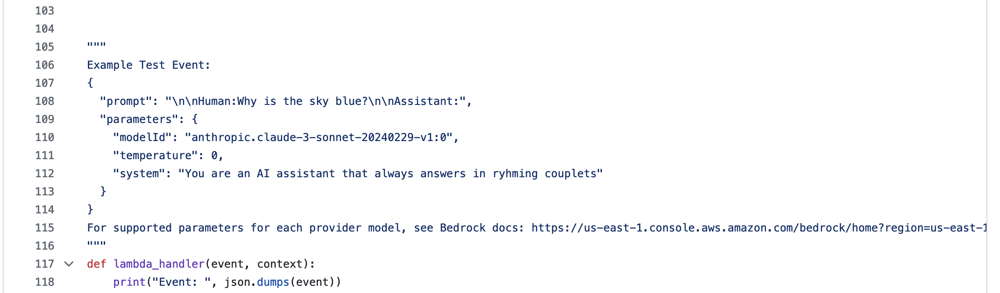 103
104
105 """
106 Example Test Event:
107 {
108   "prompt": "\n\nHuman:Why is the sky blue?\n\nAssistant:",
109   "parameters": {
110     "modelId": "anthropic.claude-3-sonnet-20240229-v1:0",
111     "temperature": 0,
112     "system": "You are an AI assistant that always answers in ryhming couplets"
113   }
114 }
115 For supported parameters for each provider model, see Bedrock docs: https://us-east-1.console.aws.amazon.com/bedrock/home?region=us-east-1
116 """
117 def lambda_handler(event, context):
118     print("Event: ", json.dumps(event))